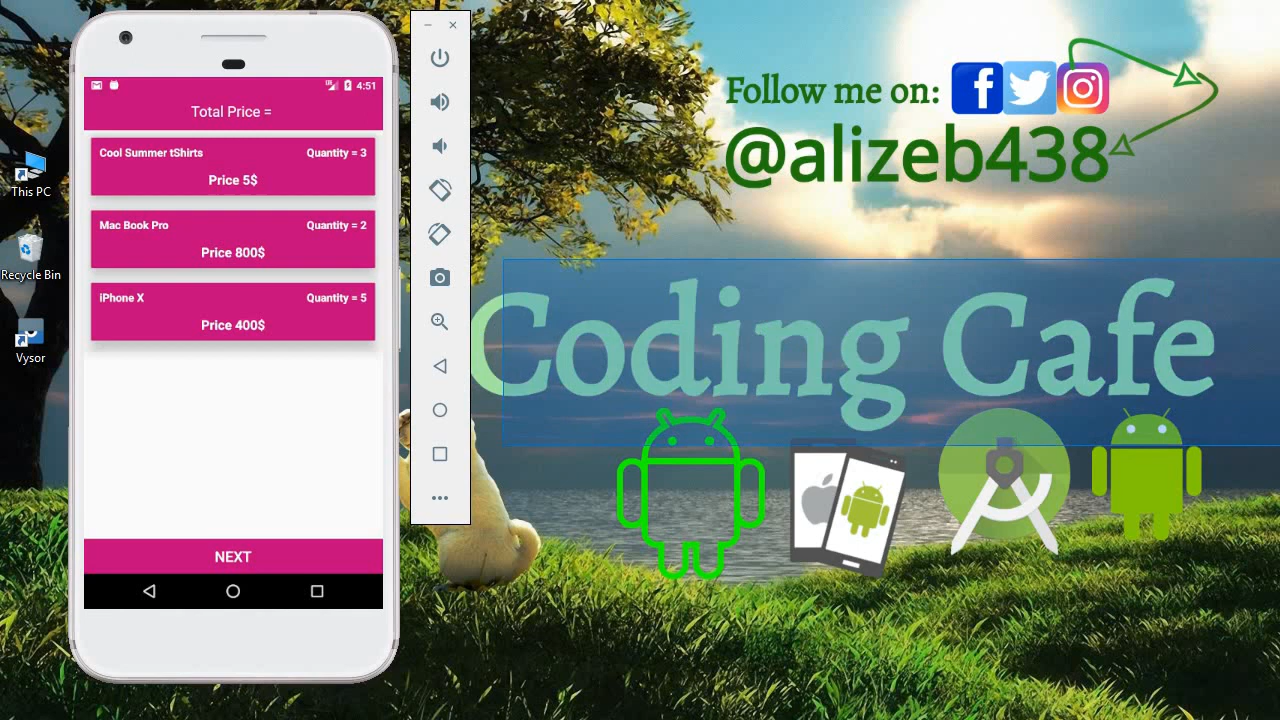 4:51
Total Price =
Cool Summer tShirts Quantity = 3
Price 5$
Mac Book Pro Quantity = 2
Price 800$
iPhone X Quantity = 5
Price 400$
NEXT
This PC
Recycle Bin
Vysor
Follow me on:
@alizeb438
Coding Cafe